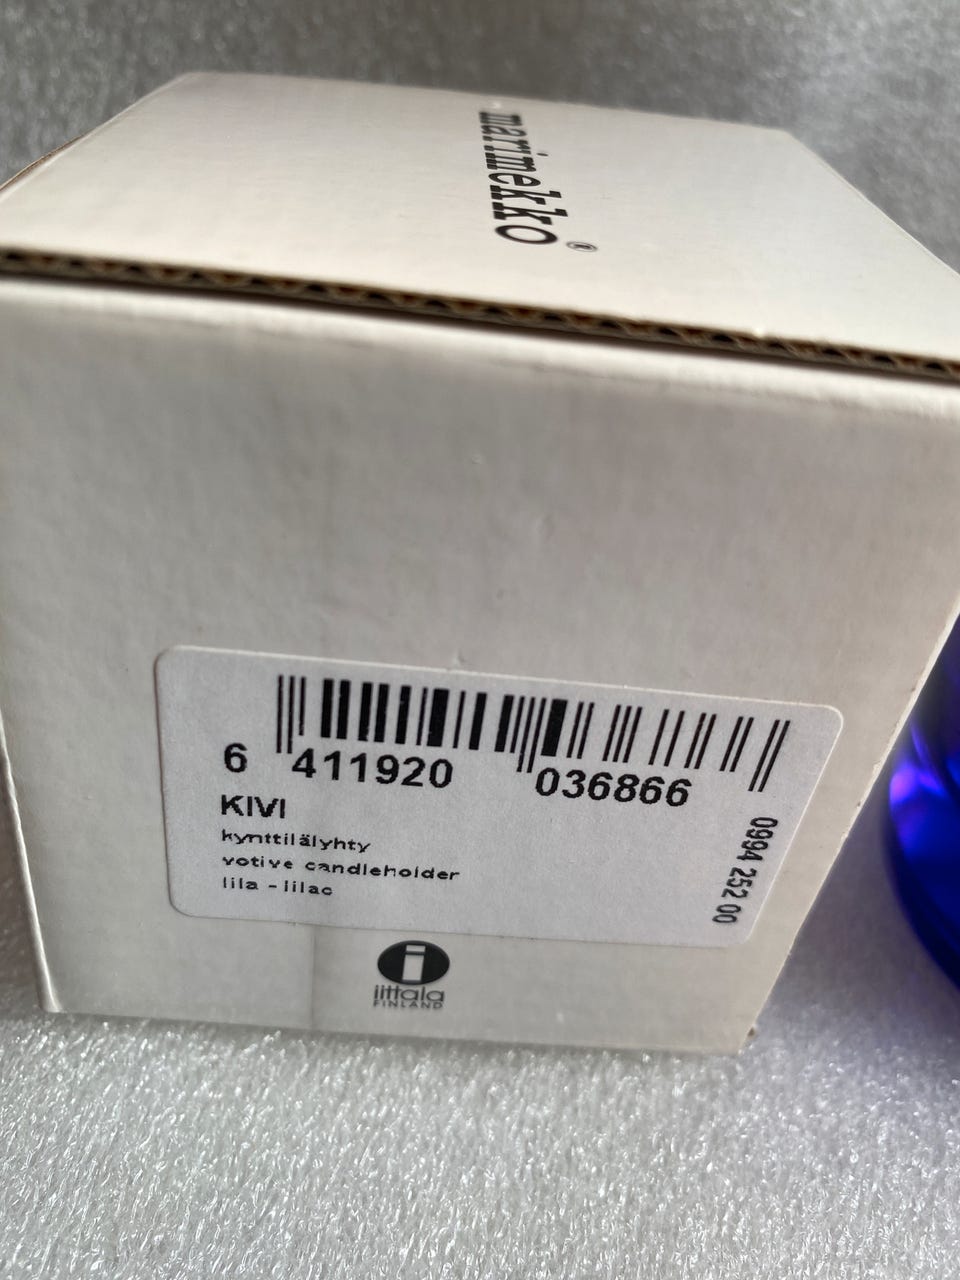 marimekko®
6 411920 036866
KIVI
kynttilälyhty
votive candleholder
lila - lilac
0994 252 00
i
iittala
FINLAND